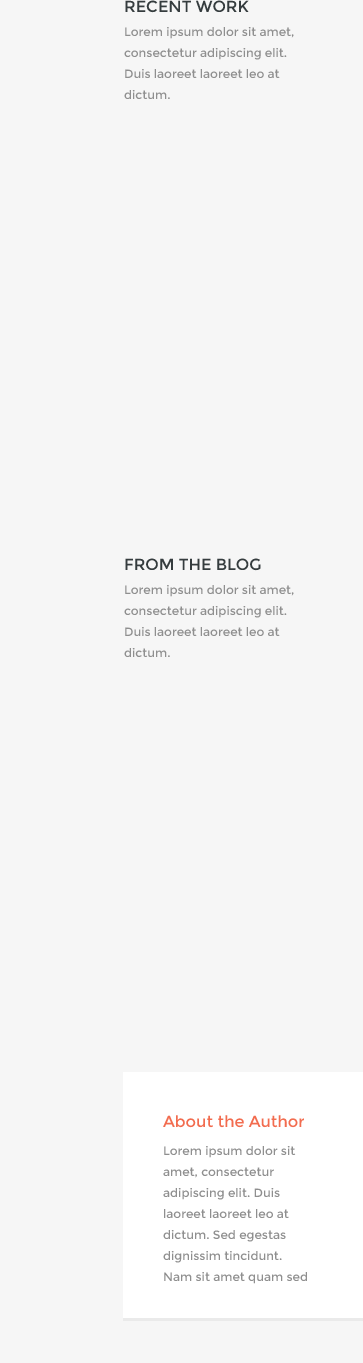 RECENT WORK
Lorem ipsum dolor sit amet,
consectetur adipiscing elit.
Duis laoreet laoreet leo at
dictum.
FROM THE BLOG
Lorem ipsum dolor sit amet,
consectetur adipiscing elit.
Duis laoreet laoreet leo at
dictum.
About the Author
Lorem ipsum dolor sit
amet, consectetur
adipiscing elit. Duis
laoreet laoreet leo at
dictum. Sed egestas
dignissim tincidunt.
Nam sit amet quam sed